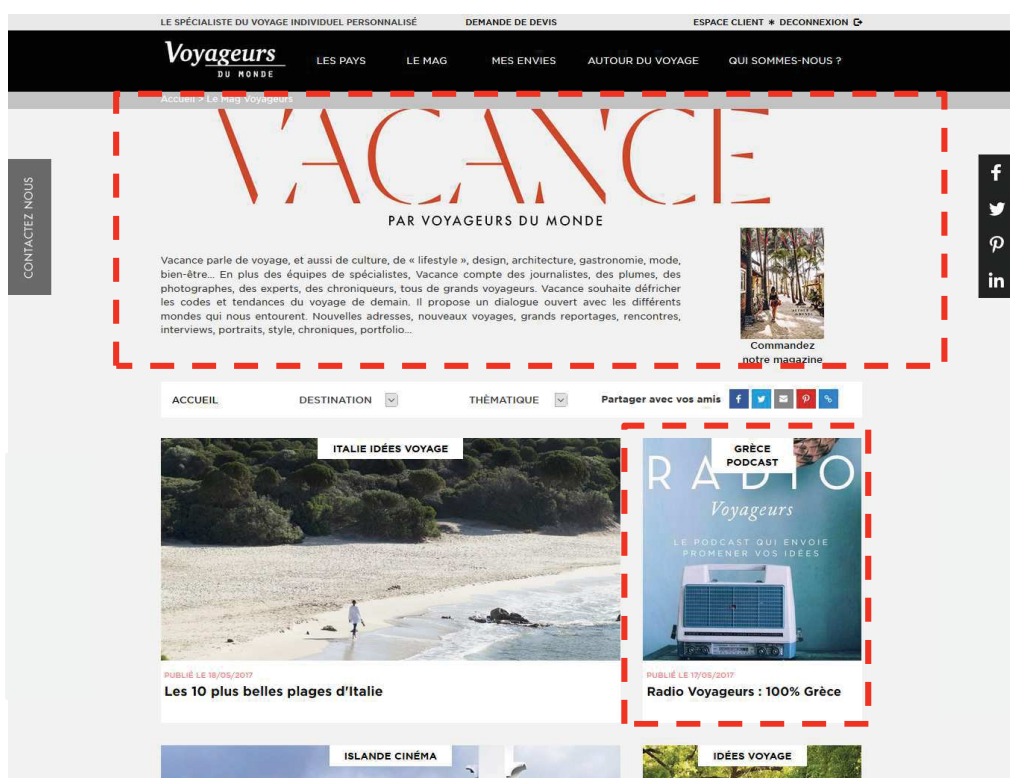 LE SPÉCIALISTE DU VOYAGE INDIVIDUEL PERSONNALISÉ DEMANDE DE DEVIS ESPACE CLIENT * DECONNEXION
Voyageurs
DU MONDE
LES PAYS LE MAG MES ENVIES AUTOUR DU VOYAGE QUI SOMMES-NOUS ?
Accueil > Le Mag Voyageurs
VACANCE
PAR VOYAGEURS DU MONDE
CONTACTEZ NOUS
Vacance parle de voyage, et aussi de culture, de « lifestyle », design, architecture, gastronomie, mode,
bien-être... En plus des équipes de spécialistes, Vacance compte des journalistes, des plumes, des
photographes, des experts, des chroniqueurs, tous de grands voyageurs. Vacance souhaite défricher
les codes et tendances du voyage de demain. Il propose un dialogue ouvert avec les différents
mondes qui nous entourent. Nouvelles adresses, nouveaux voyages, grands reportages, rencontres,
interviews, portraits, style, chroniques, portfolio...
Commandez
notre magazine
ACCUEIL DESTINATION THÉMATIQUE Partager avec vos amis
ITALIE IDÉES VOYAGE
PUBLIÉ LE 18/05/2017
Les 10 plus belles plages d'Italie
GRÈCE
PODCAST
RADIO
Voyageurs
LE PODCAST QUI ENVOIE
PROMENER VOS IDÉES
PUBLIÉ LE 17/05/2017
Radio Voyageurs : 100% Grèce
ISLANDE CINÉMA
IDÉES VOYAGE